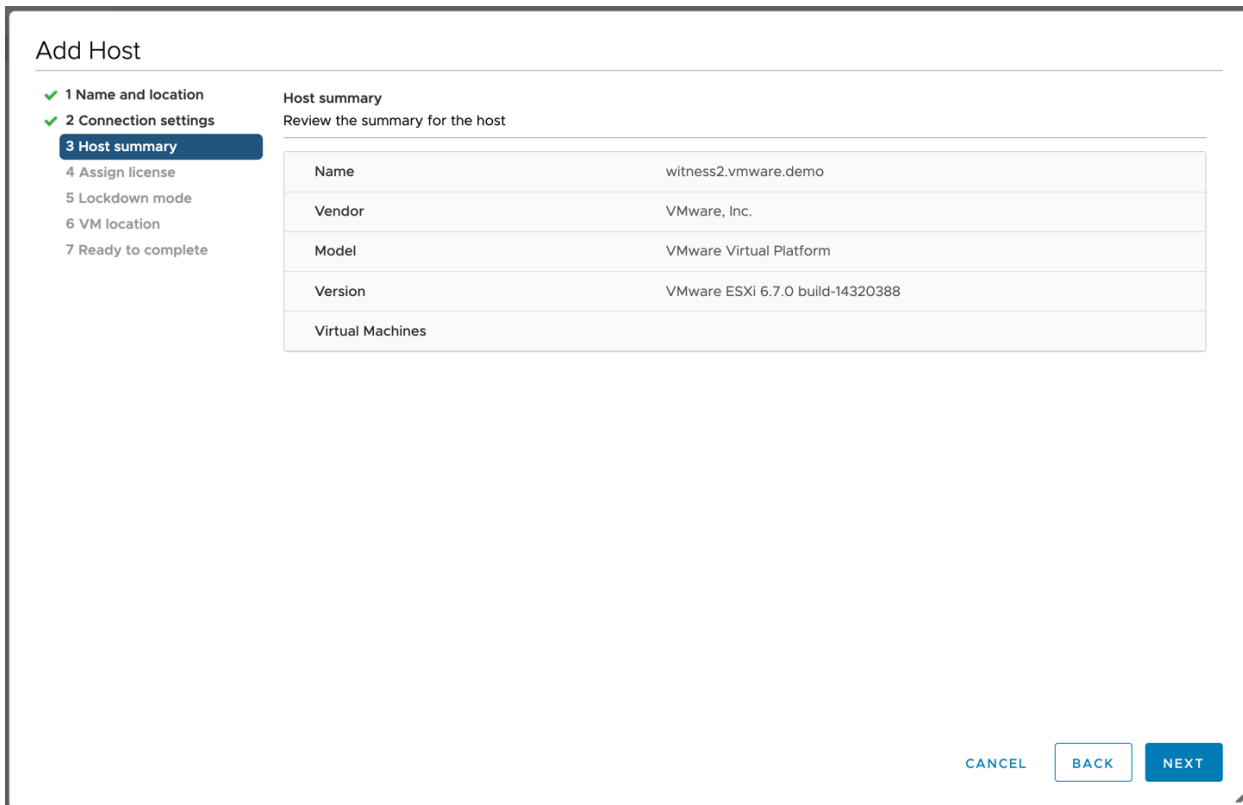 Add Host
1 Name and location
2 Connection settings
3 Host summary
4 Assign license
5 Lockdown mode
6 VM location
7 Ready to complete
Host summary
Review the summary for the host
Name witness2.vmware.demo
Vendor VMware, Inc.
Model VMware Virtual Platform
Version VMware ESXi 6.7.0 build-14320388
Virtual Machines
CANCEL BACK NEXT